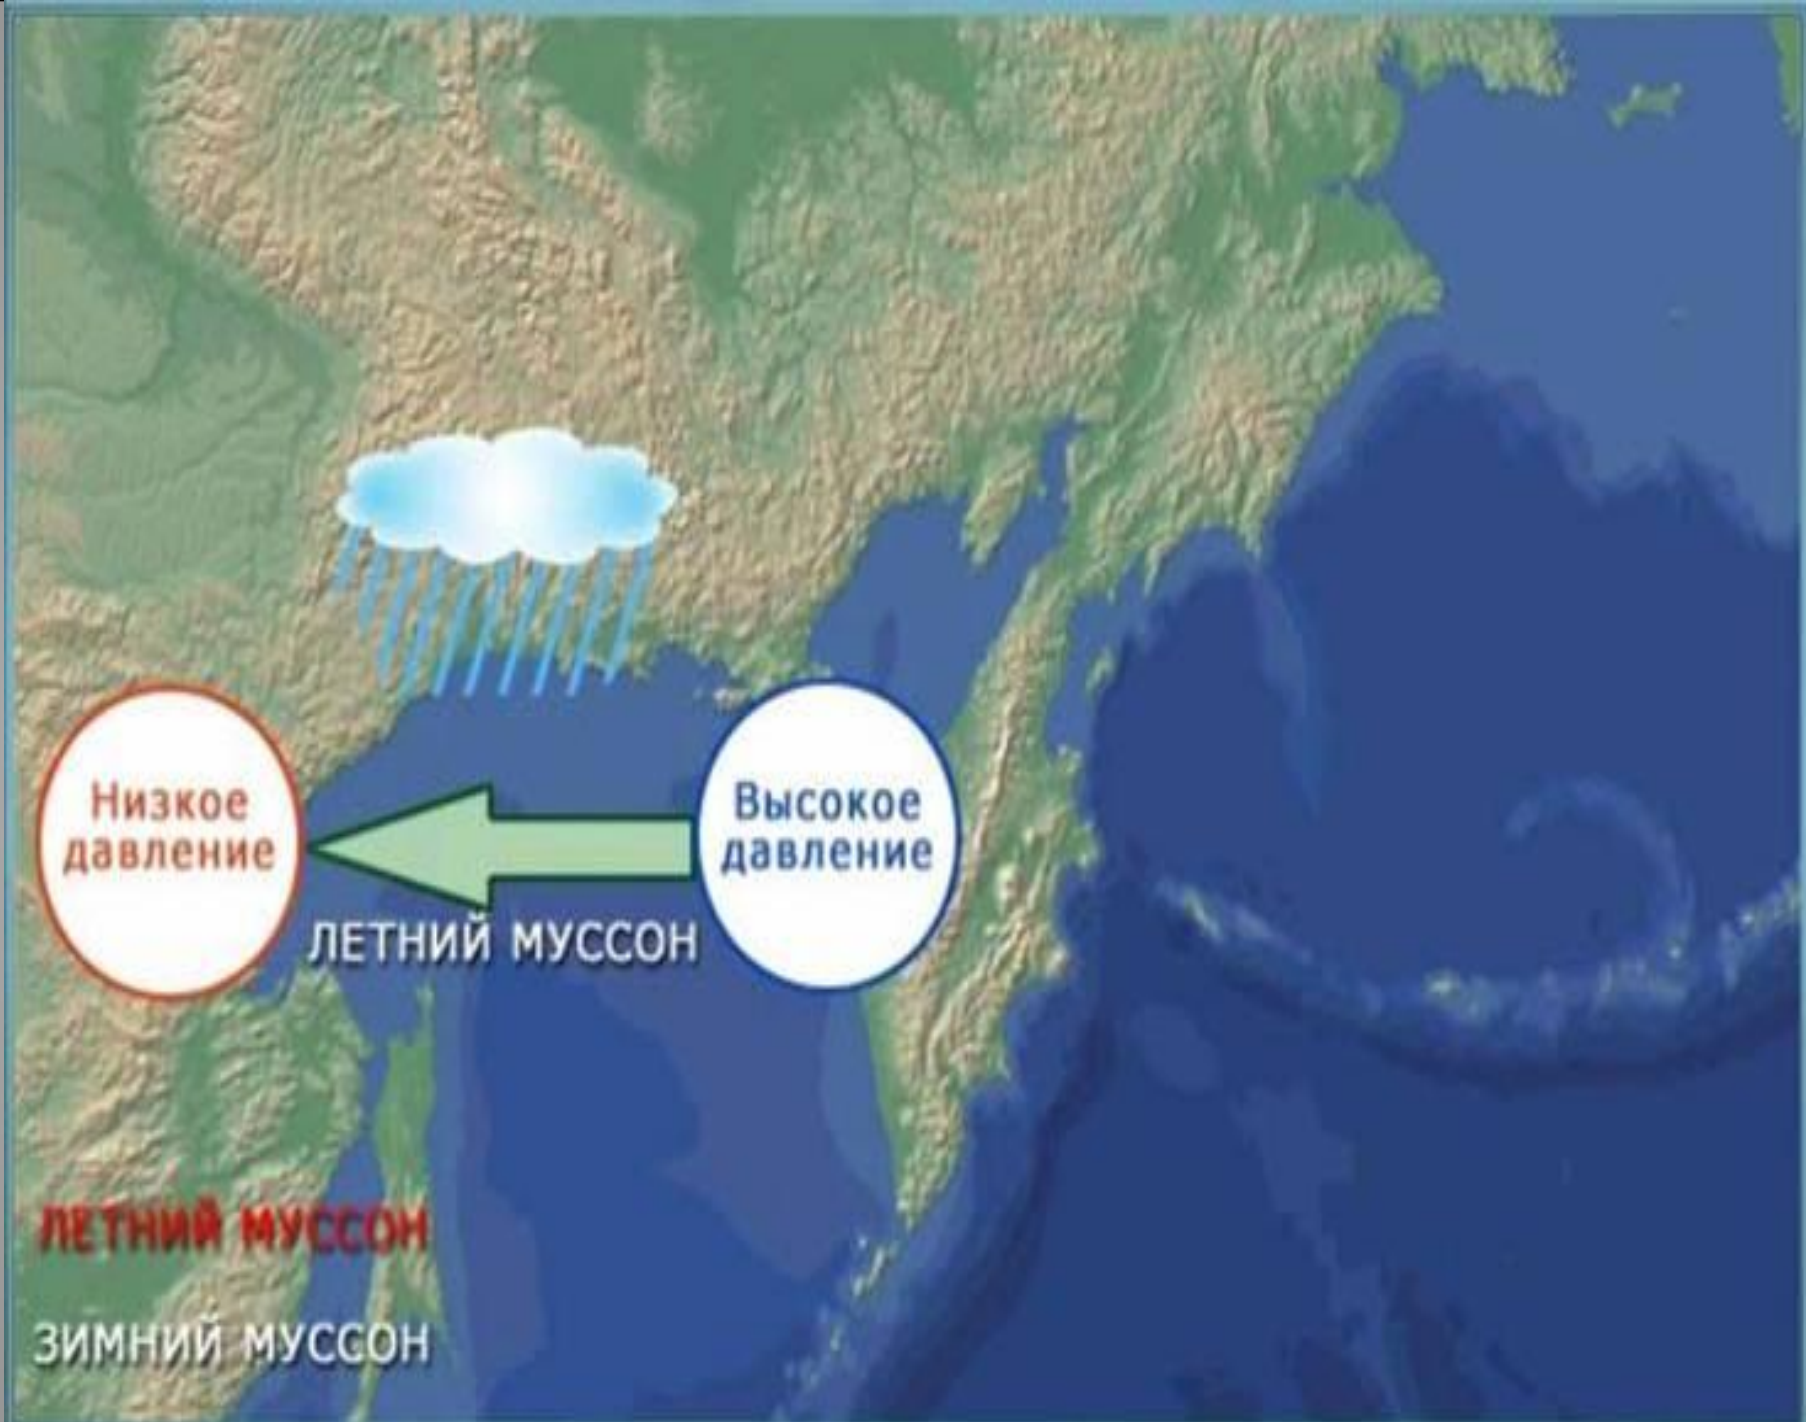 Низкое
давление
Высокое
давление
ЛЕТНИЙ МУССОН
ЛЕТНИЙ МУССОН
ЗИМНИЙ МУССОН